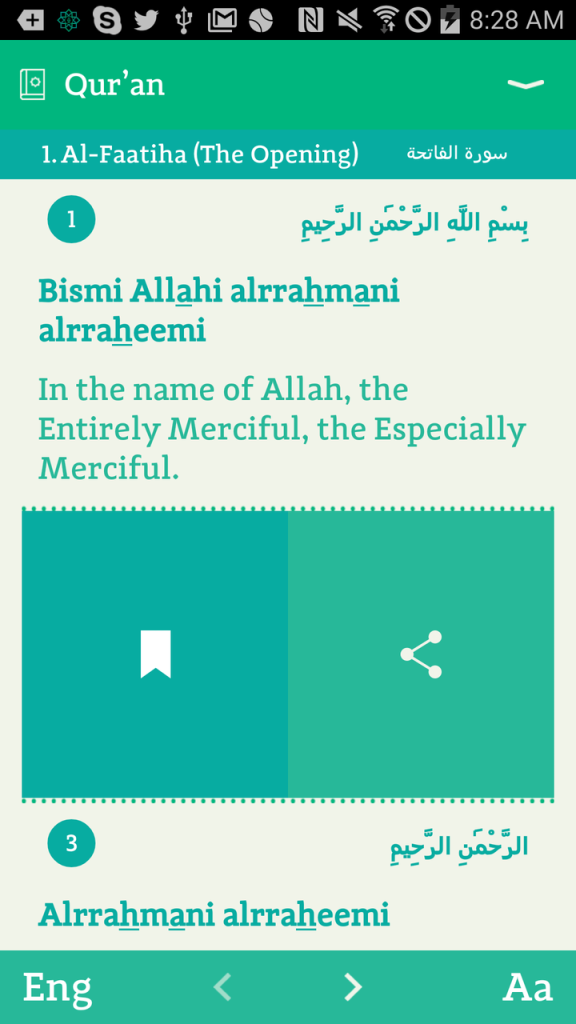 8:28 AM
Qur’an
1. Al-Faatiha (The Opening) سورة الفاتحة
1 بِسْمِ اللَّهِ الرَّحْمَٰنِ الرَّحِيمِ
Bismi Allahi alrrahmani
alrraheemi
In the name of Allah, the
Entirely Merciful, the Especially
Merciful.
3 الرَّحْمَٰنِ الرَّحِيمِ
Alrrahmani alrraheemi
Eng Aa